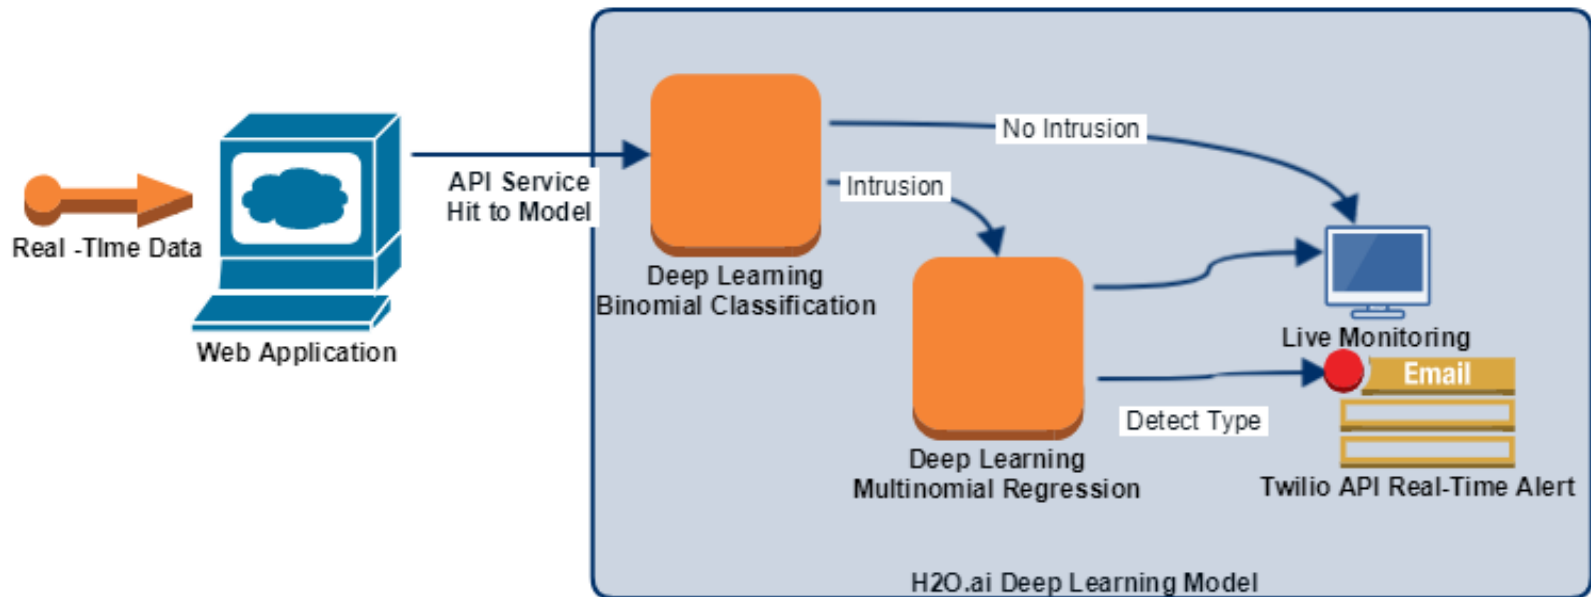 Real -TIme Data
Web Application
API Service
Hit to Model
Deep Learning
Binomial Classification
No Intrusion
Intrusion
Deep Learning
Multinomial Regression
Live Monitoring
Detect Type
Email
Twilio API Real-Time Alert
H2O.ai Deep Learning Model